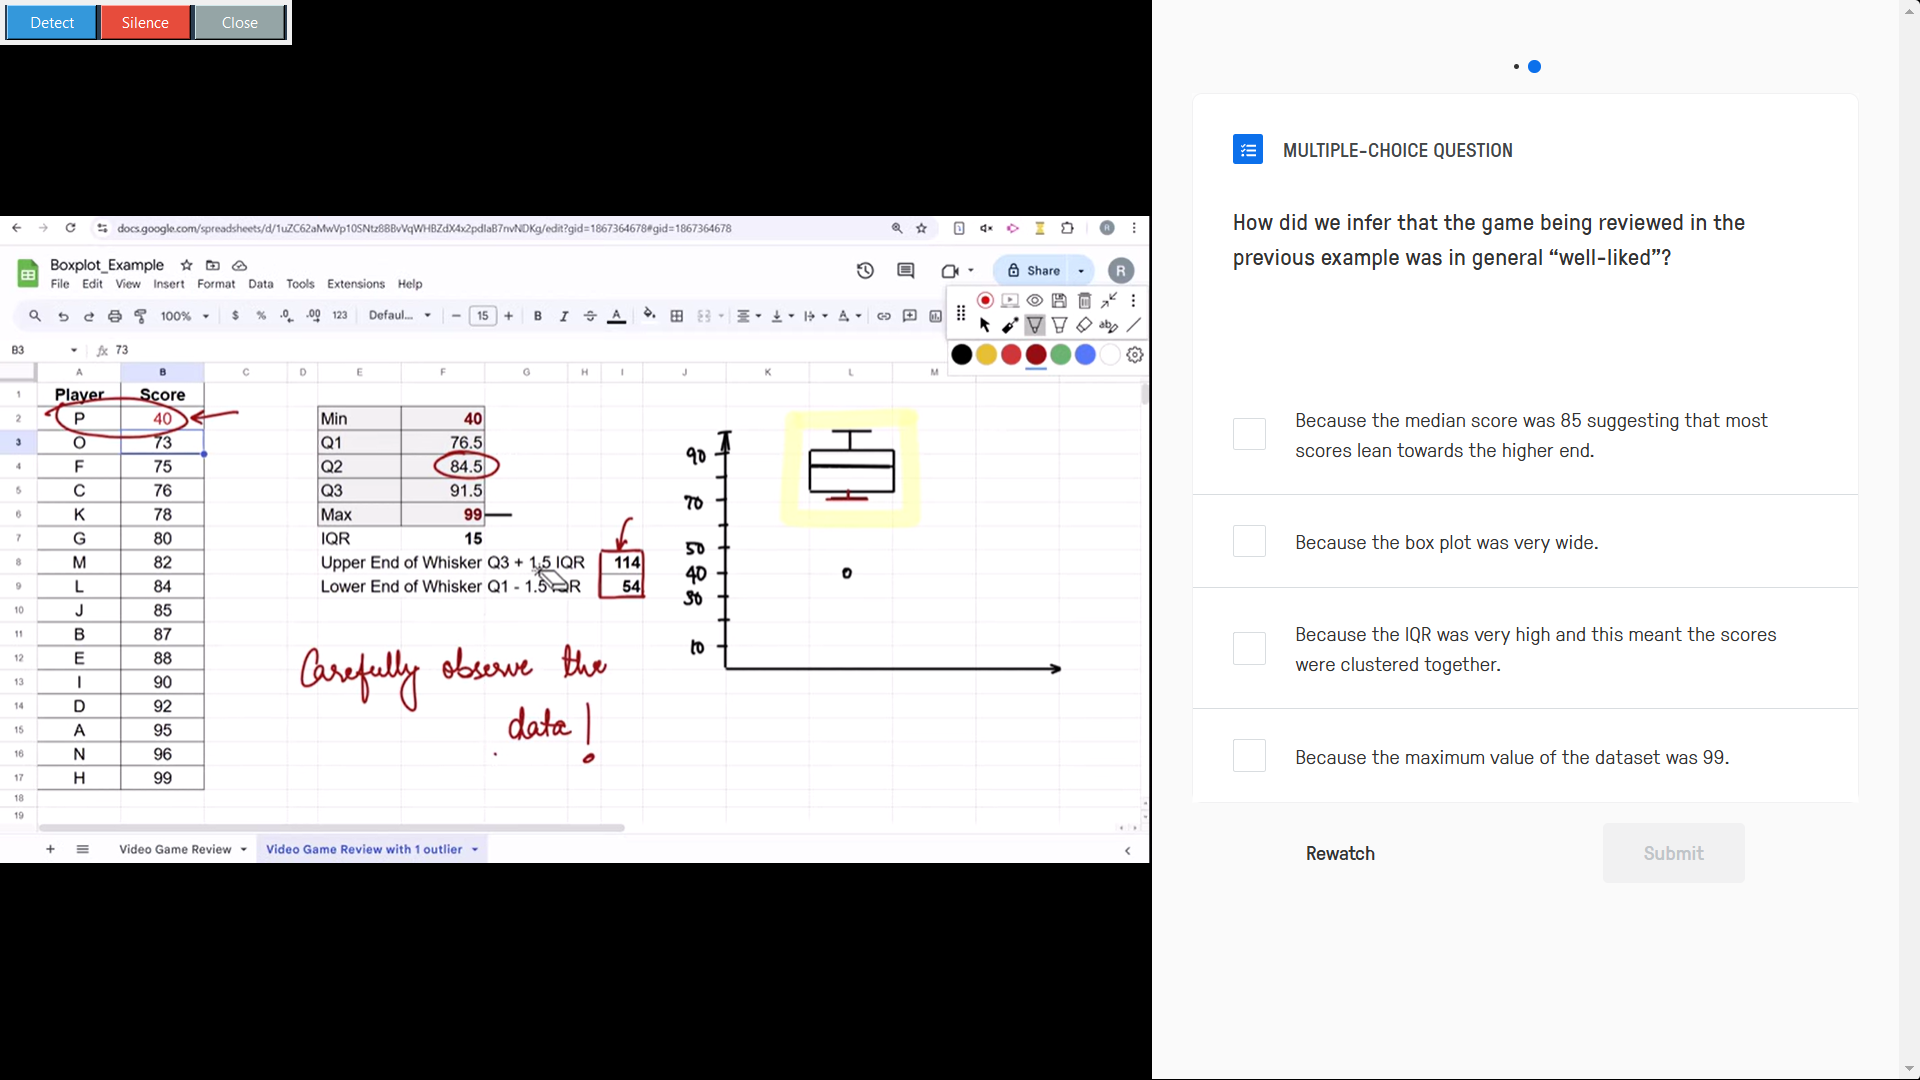 Detect
Silence
Close
docs.google.com/spreadsheets/d/1uZC62aMwVp10SNtz8BBvVqWHBZdX4x2pdlaB7nvNDKg/edit?gid=1867364678#gid=1867364678
R
Boxplot_Example
Share
R
File Edit View Insert Format Data Tools Extensions Help
100%
$ % .0 .00 123
Defaul...
15
B I A
B3
fx 73
A B C D E F G H I J K L M
1 Player Score
2 P 40 Min 40
3 O 73 Q1 76.5
4 F 75 Q2 84.5
5 C 76 Q3 91.5
6 K 78 Max 99
7 G 80 IQR 15
8 M 82 Upper End of Whisker Q3 + 1.5 IQR 114
9 L 84 Lower End of Whisker Q1 - 1.5 IQR 54
10 J 85
11 B 87
12 E 88
13 I 90
14 D 92
15 A 95
16 N 96
17 H 99
18
19
90
70
50
40
30
10
Carefully observe the
data!
Video Game Review
Video Game Review with 1 outlier
MULTIPLE-CHOICE QUESTION
How did we infer that the game being reviewed in the
previous example was in general “well-liked”?
Because the median score was 85 suggesting that most
scores lean towards the higher end.
Because the box plot was very wide.
Because the IQR was very high and this meant the scores
were clustered together.
Because the maximum value of the dataset was 99.
Rewatch
Submit